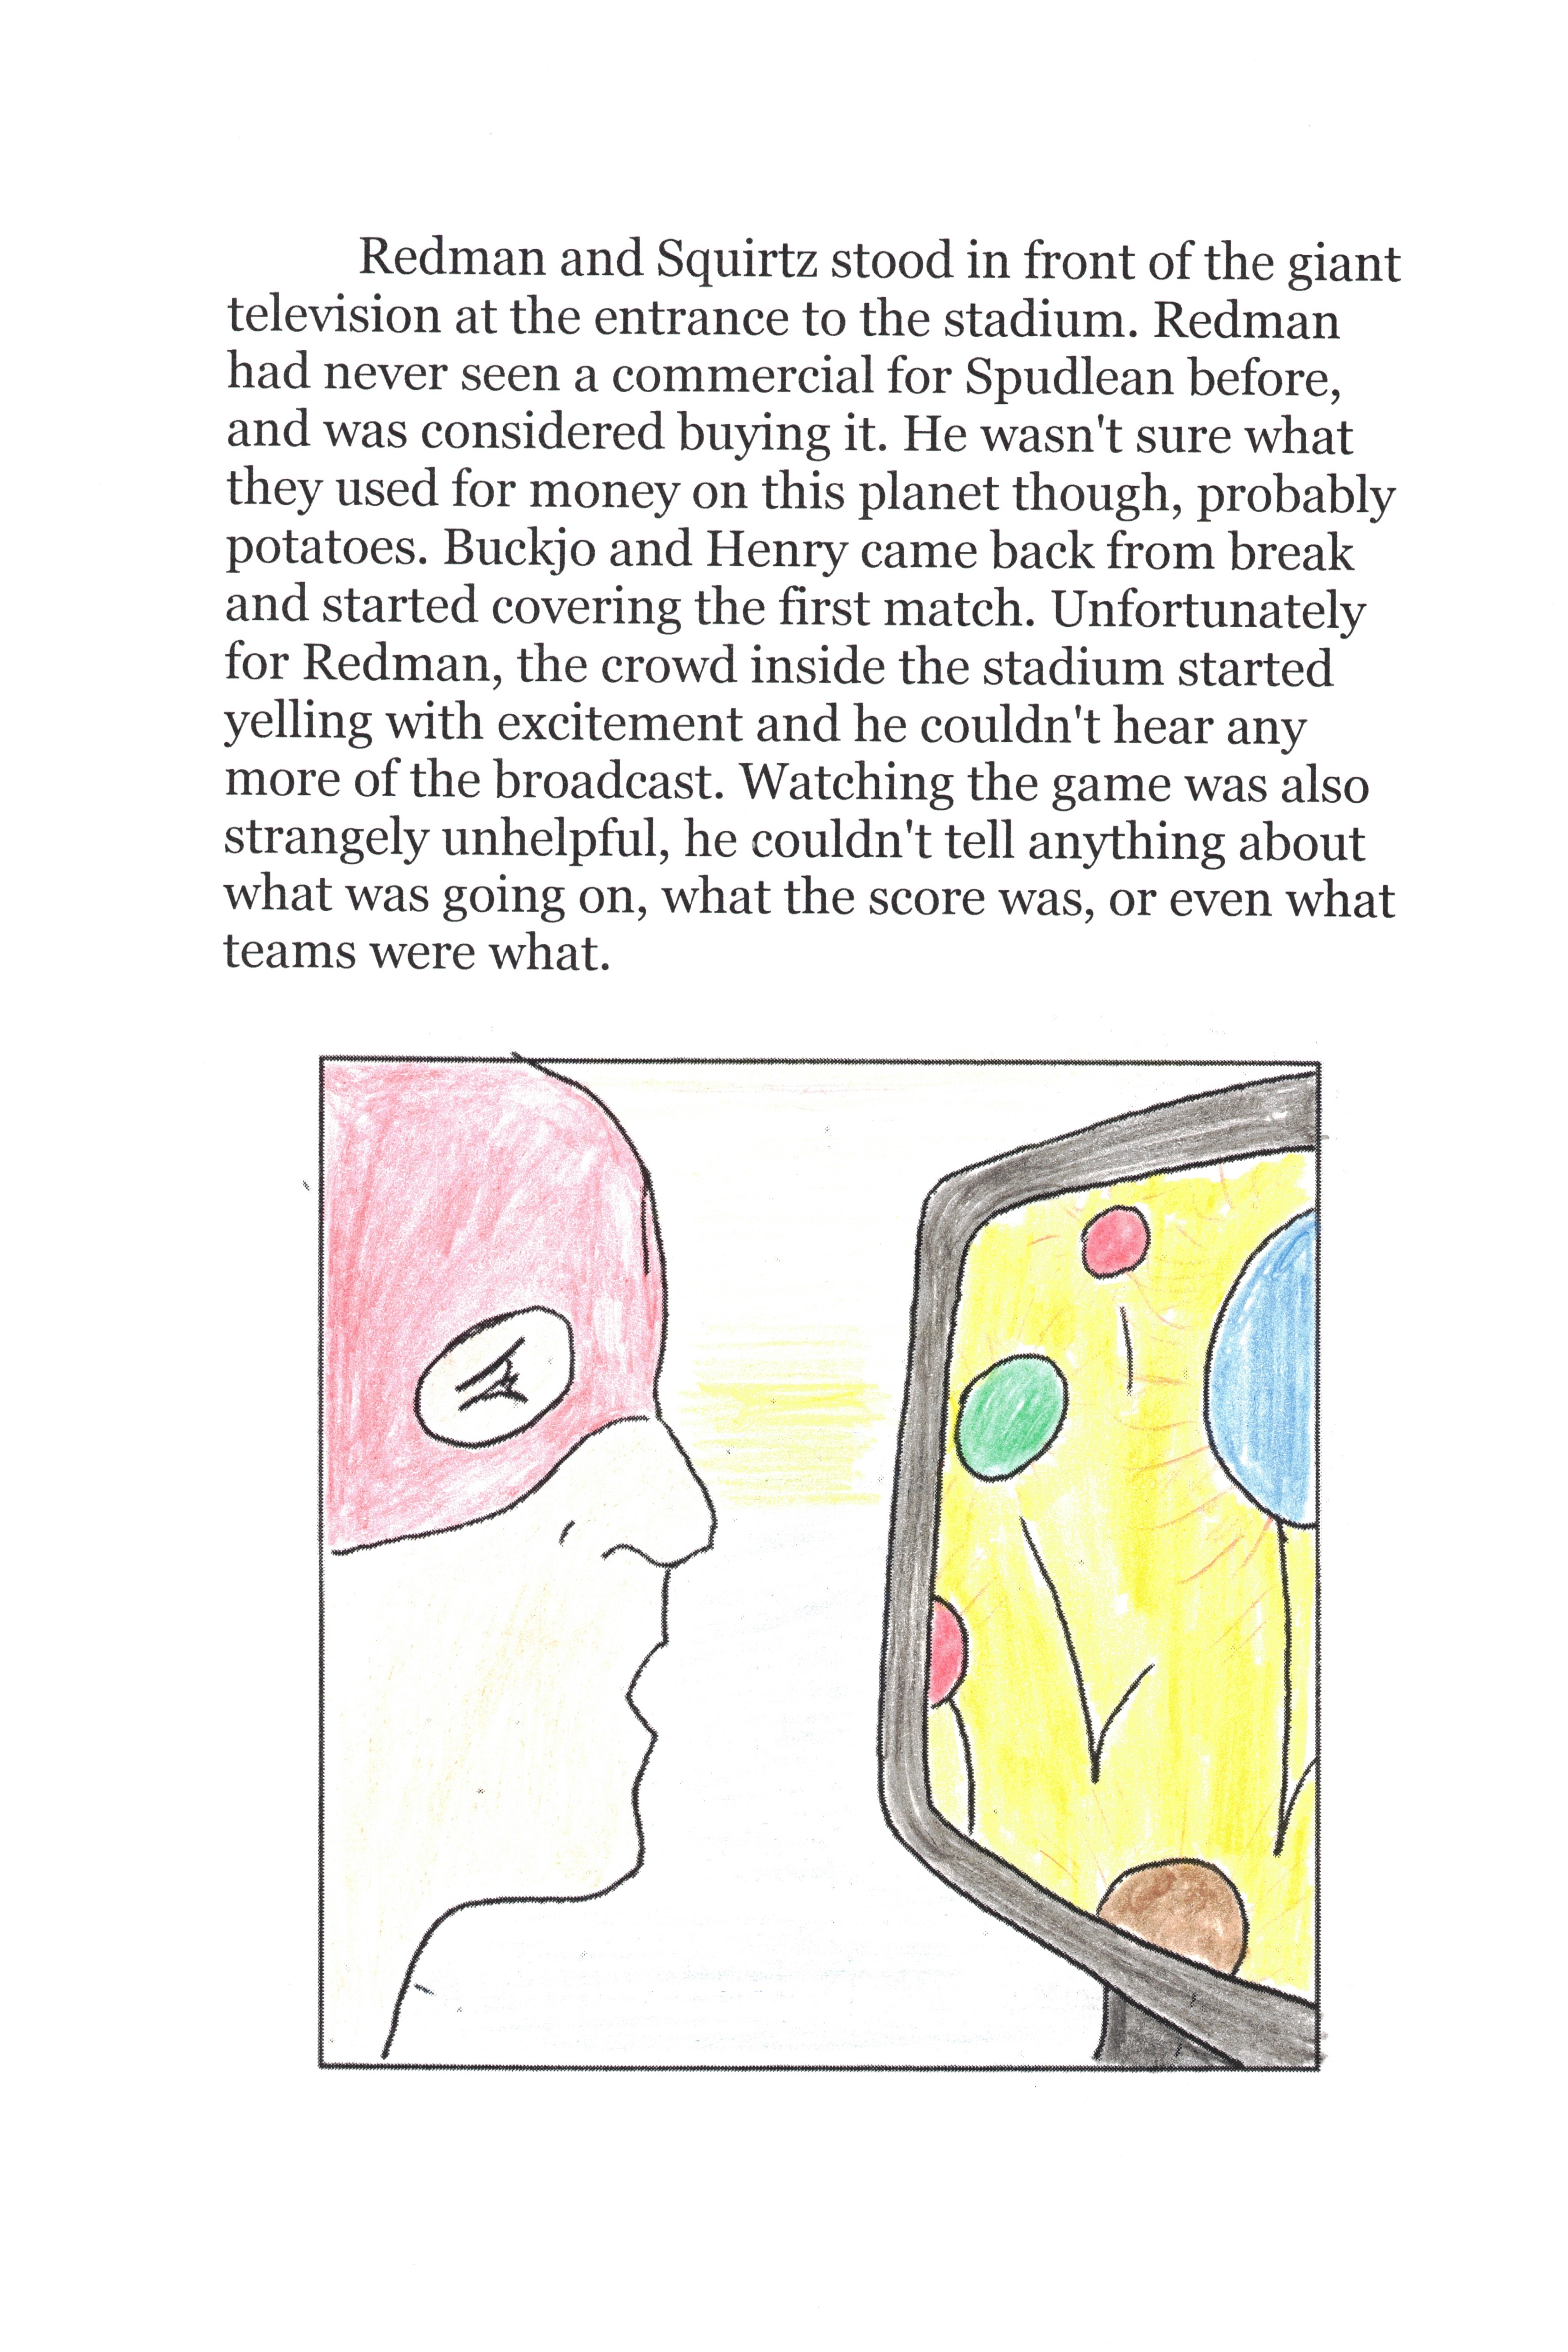 Redman and Squirtz stood in front of the giant
television at the entrance to the stadium. Redman
had never seen a commercial for Spudlean before,
and was considered buying it. He wasn't sure what
they used for money on this planet though, probably
potatoes. Buckjo and Henry came back from break
and started covering the first match. Unfortunately
for Redman, the crowd inside the stadium started
yelling with excitement and he couldn't hear any
more of the broadcast. Watching the game was also
strangely unhelpful, he couldn't tell anything about
what was going on, what the score was, or even what
teams were what.